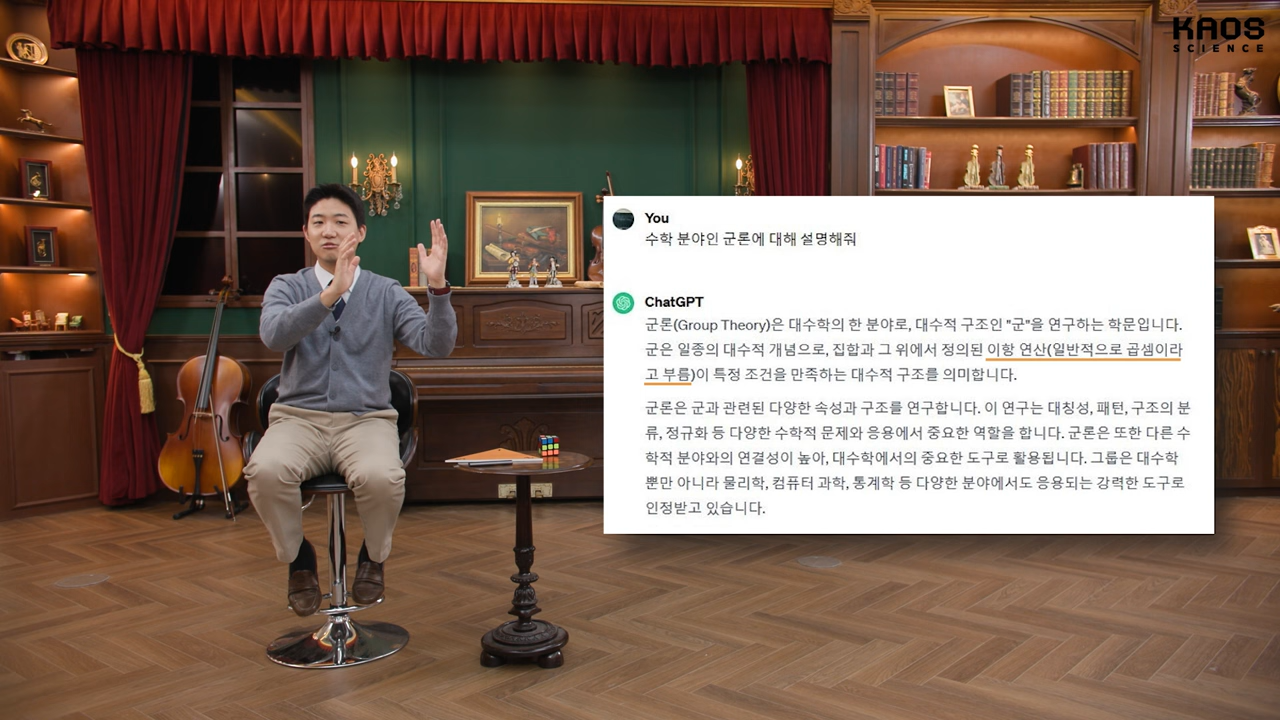 KAOS
SCIENCE
You
수학 분야인 군론에 대해 설명해줘
ChatGPT
군론(Group Theory)은 대수학의 한 분야로, 대수적 구조인 "군"을 연구하는 학문입니다.
군은 일종의 대수적 개념으로, 집합과 그 위에서 정의된 이항 연산(일반적으로 곱셈이라
고 부름)이 특정 조건을 만족하는 대수적 구조를 의미합니다.
군론은 군과 관련된 다양한 속성과 구조를 연구합니다. 이 연구는 대칭성, 패턴, 구조의 분
류, 정규화 등 다양한 수학적 문제와 응용에서 중요한 역할을 합니다. 군론은 또한 다른 수
학적 분야와의 연결성이 높아, 대수학에서의 중요한 도구로 활용됩니다. 그룹은 대수학
뿐만 아니라 물리학, 컴퓨터 과학, 통계학 등 다양한 분야에서도 응용되는 강력한 도구로
인정받고 있습니다.